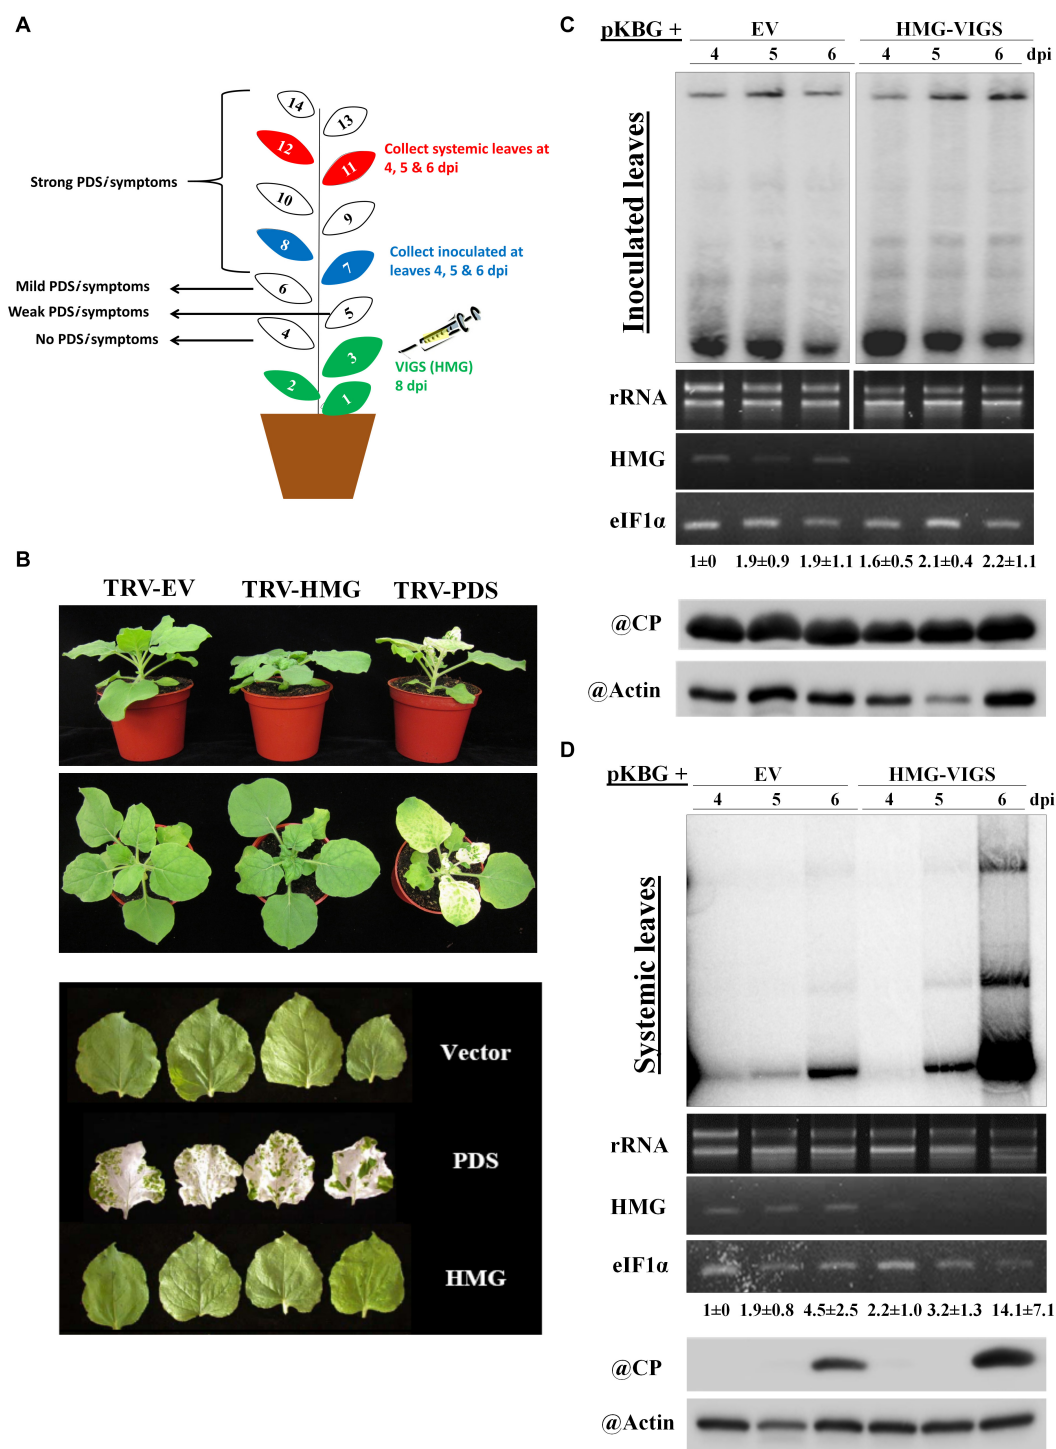 A
14
13
12
11
Collect systemic leaves at
4, 5 & 6 dpi
Strong PDSi symptoms
10
9
8
7
Collect inoculated at
leaves 4, 5 & 6 dpi
Mild PDSi symptoms
6
Weak PDSi symptoms
5
No PDSi symptoms
4
3
VIGS (HMG)
8 dpi
2
1
B
TRV-EV TRV-HMG TRV-PDS
Vector
PDS
HMG
C
pKBG + EV HMG-VIGS
4 5 6 4 5 6 dpi
Inoculated leaves
rRNA
HMG
eIF1α
1±0 1.9±0.9 1.9±1.1 1.6±0.5 2.1±0.4 2.2±1.1
@CP
@Actin
D
pKBG + EV HMG-VIGS
4 5 6 4 5 6 dpi
Systemic leaves
rRNA
HMG
eIF1α
1±0 1.9±0.8 4.5±2.5 2.2±1.0 3.2±1.3 14.1±7.1
@CP
@Actin